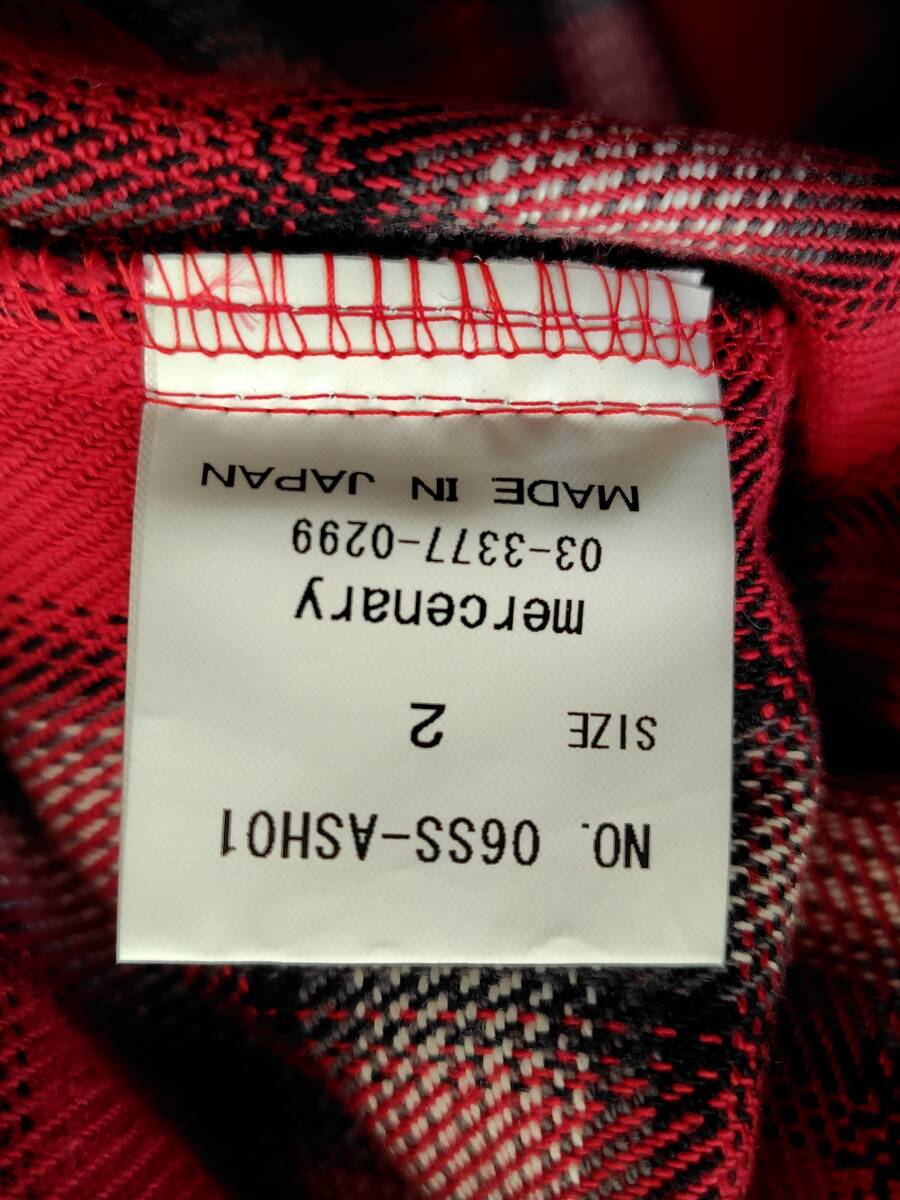 NO. 06SS-ASH01
SIZE 2
mercenary
03-3377-0299
MADE IN JAPAN